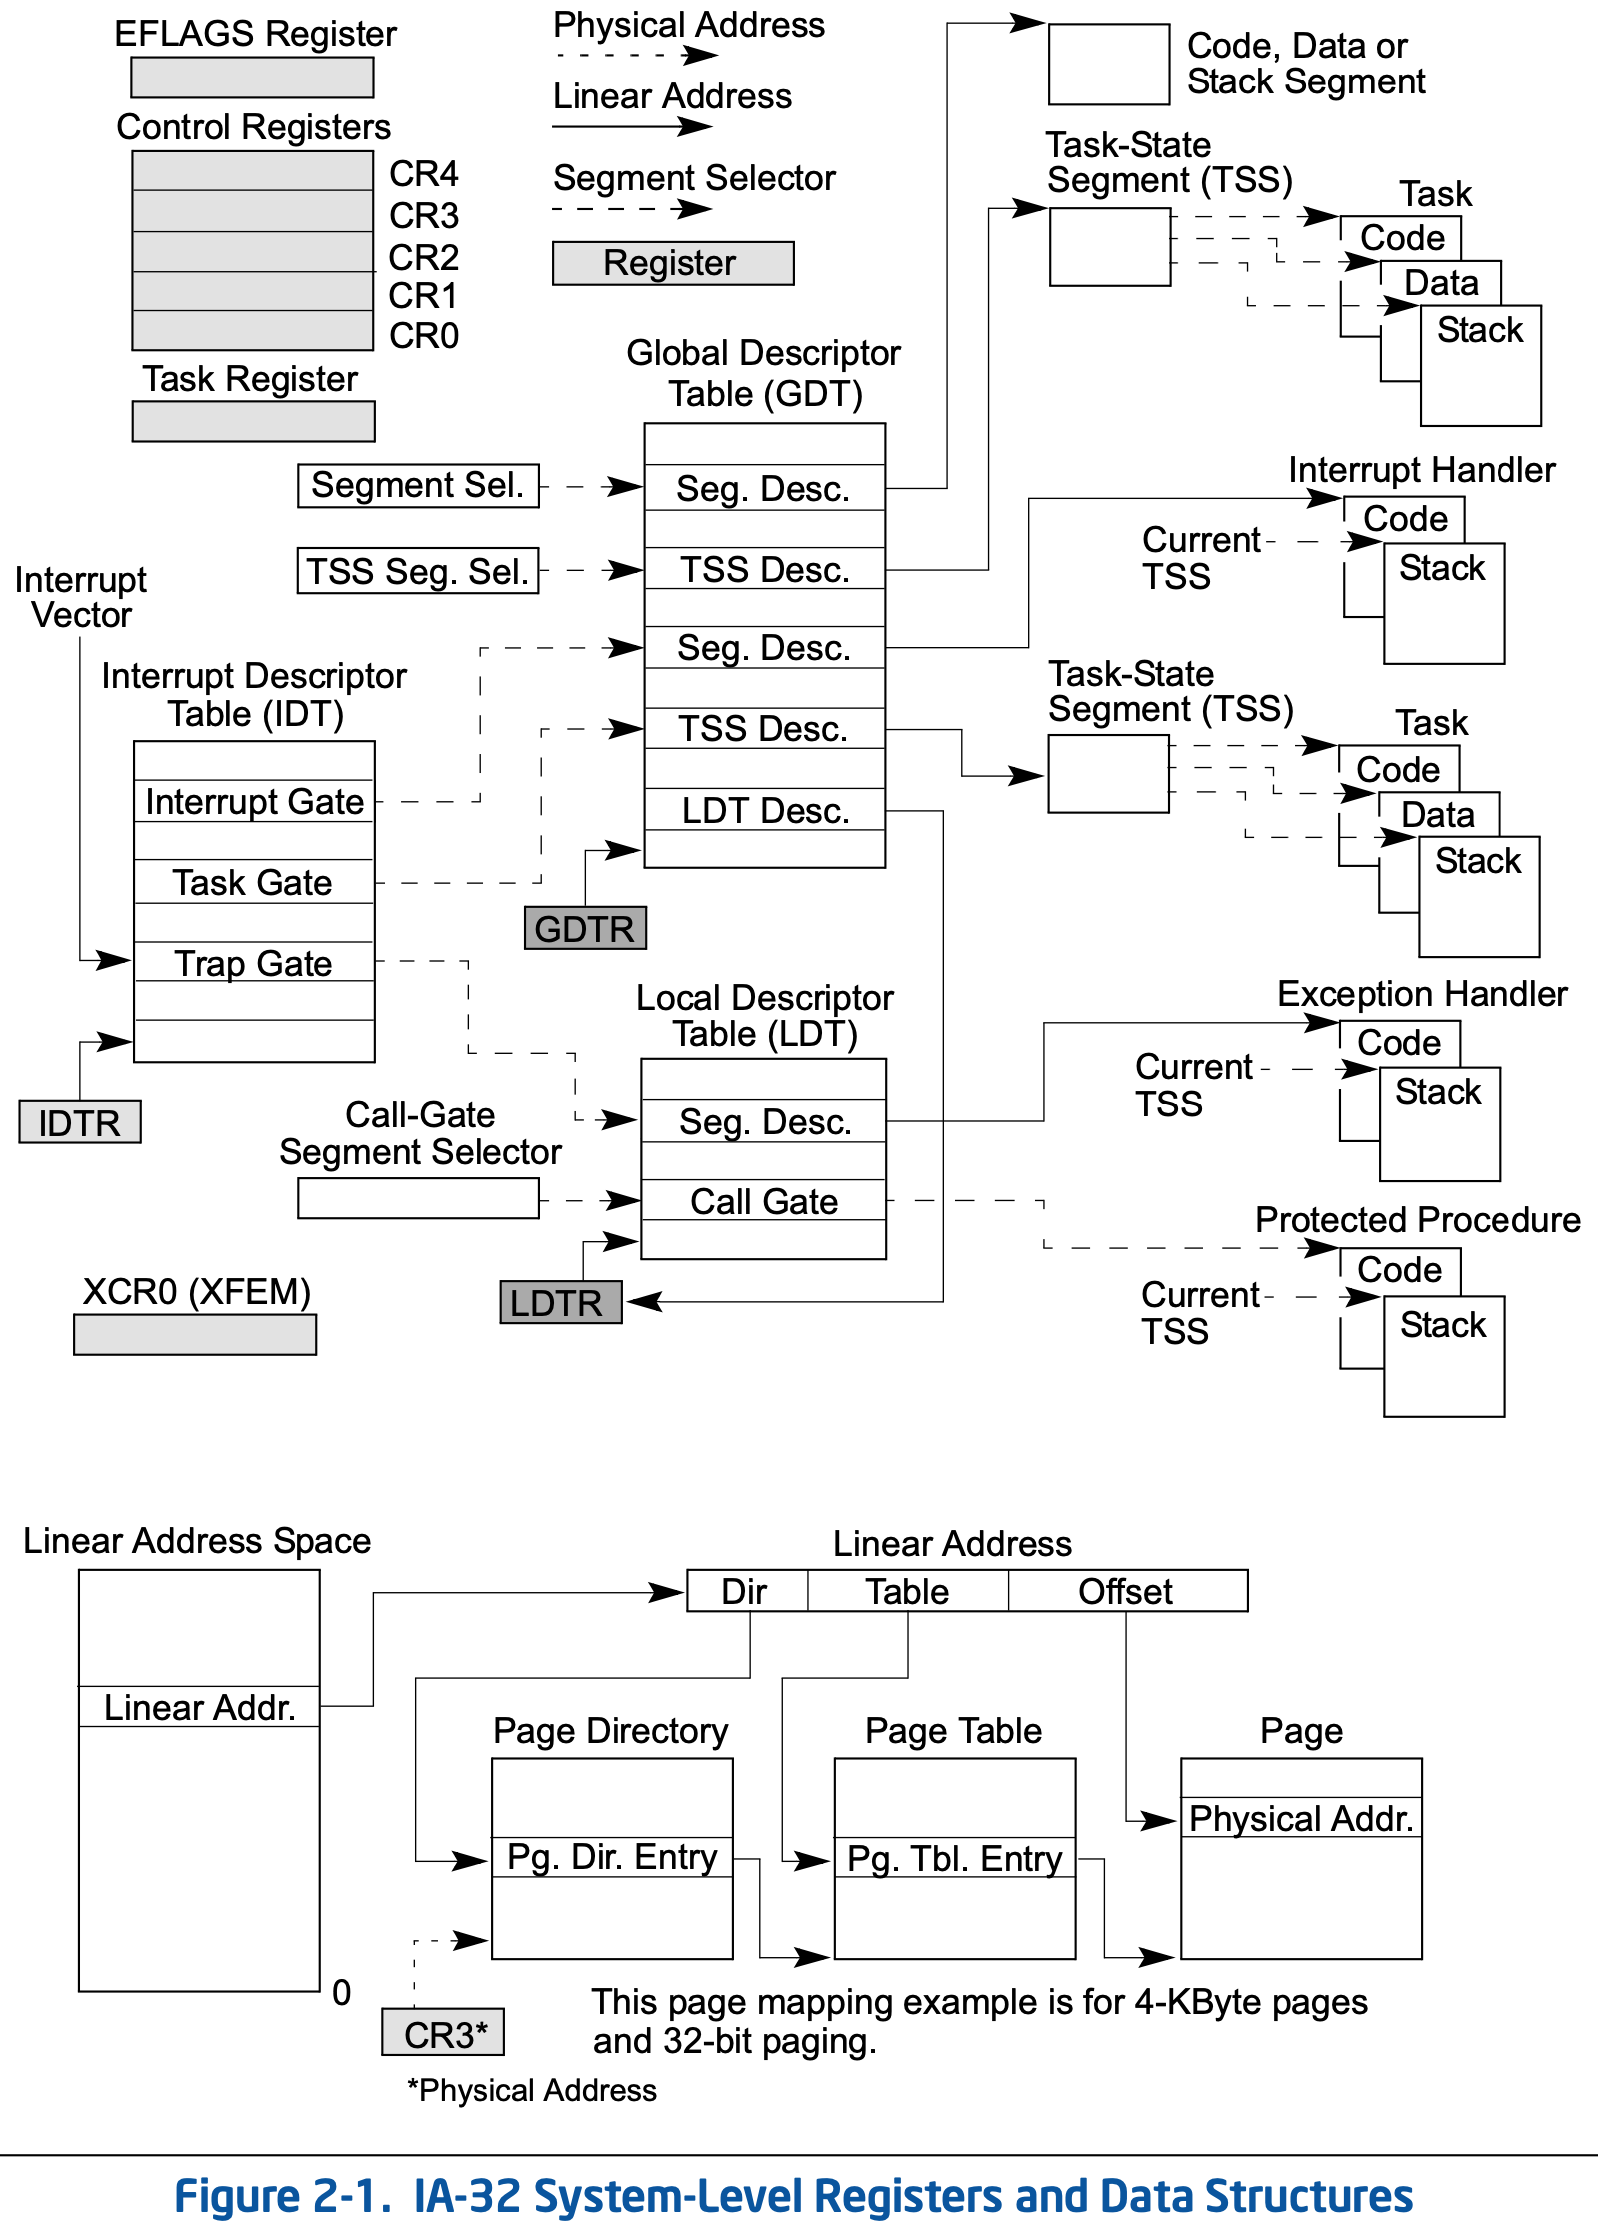 EFLAGS Register
Control Registers
CR4
CR3
CR2
CR1
CR0
Task Register
Physical Address
Linear Address
Segment Selector
Register
Code, Data or
Stack Segment
Task-State
Segment (TSS)
Task
Code
Data
Stack
Global Descriptor
Table (GDT)
Segment Sel.
Seg. Desc.
TSS Seg. Sel.
TSS Desc.
Seg. Desc.
TSS Desc.
LDT Desc.
GDTR
Interrupt Handler
Code
Current
TSS
Stack
Interrupt
Vector
Interrupt Descriptor
Table (IDT)
Interrupt Gate
Task Gate
Trap Gate
IDTR
Task-State
Segment (TSS)
Task
Code
Data
Stack
Local Descriptor
Table (LDT)
Seg. Desc.
Call Gate
Call-Gate
Segment Selector
LDTR
XCR0 (XFEM)
Exception Handler
Code
Current
TSS
Stack
Protected Procedure
Code
Current
TSS
Stack
Linear Address Space
Linear Addr.
0
Linear Address
Dir
Table
Offset
Page Directory
Pg. Dir. Entry
Page Table
Pg. Tbl. Entry
Page
Physical Addr.
CR3*
*Physical Address
This page mapping example is for 4-KByte pages
and 32-bit paging.
Figure 2-1. IA-32 System-Level Registers and Data Structures